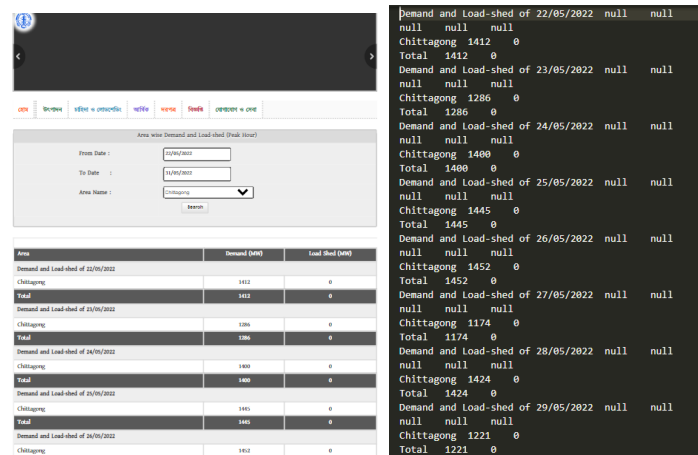 হোম উৎপাদন চাহিদা ও লোডশেডিং আর্থিক দরপত্র বিজ্ঞপ্তি যোগাযোগ ও সেবা
Area wise Demand and Load-shed (Peak Hour)
From Date : 22/05/2022
To Date : 31/05/2022
Area Name : Chittagong
Search
Area Demand (MW) Load Shed (MW)
Demand and Load-shed of 22/05/2022
Chittagong 1412 0
Total 1412 0
Demand and Load-shed of 23/05/2022
Chittagong 1286 0
Total 1286 0
Demand and Load-shed of 24/05/2022
Chittagong 1400 0
Total 1400 0
Demand and Load-shed of 25/05/2022
Chittagong 1445 0
Total 1445 0
Demand and Load-shed of 26/05/2022
Chittagong 1452 0
Demand and Load-shed of 22/05/2022 null null
null null null
Chittagong 1412 0
Total 1412 0
Demand and Load-shed of 23/05/2022 null null
null null null
Chittagong 1286 0
Total 1286 0
Demand and Load-shed of 24/05/2022 null null
null null null
Chittagong 1400 0
Total 1400 0
Demand and Load-shed of 25/05/2022 null null
null null null
Chittagong 1445 0
Total 1445 0
Demand and Load-shed of 26/05/2022 null null
null null null
Chittagong 1452 0
Total 1452 0
Demand and Load-shed of 27/05/2022 null null
null null null
Chittagong 1174 0
Total 1174 0
Demand and Load-shed of 28/05/2022 null null
null null null
Chittagong 1424 0
Total 1424 0
Demand and Load-shed of 29/05/2022 null null
null null null
Chittagong 1221 0
Total 1221 0